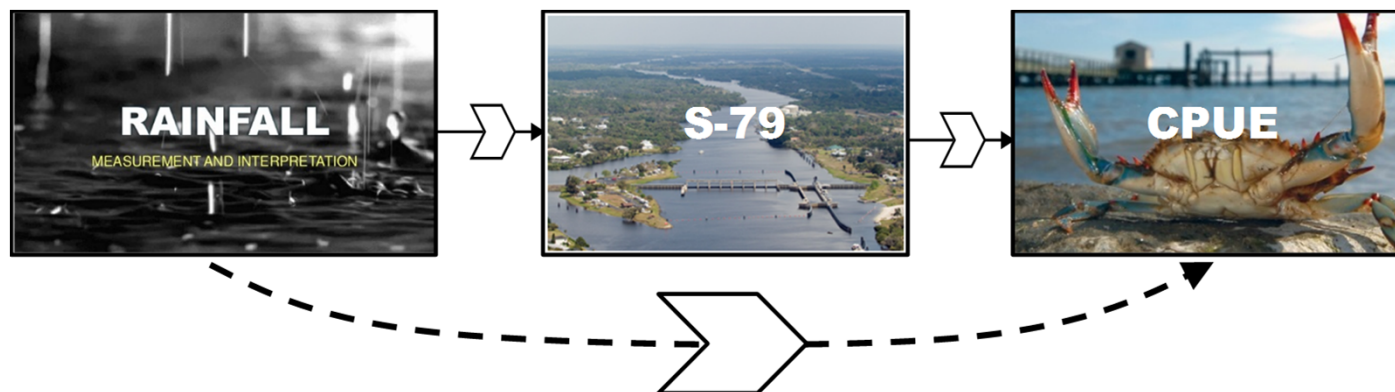 RAINFALL
MEASUREMENT AND INTERPRETATION
S-79
CPUE